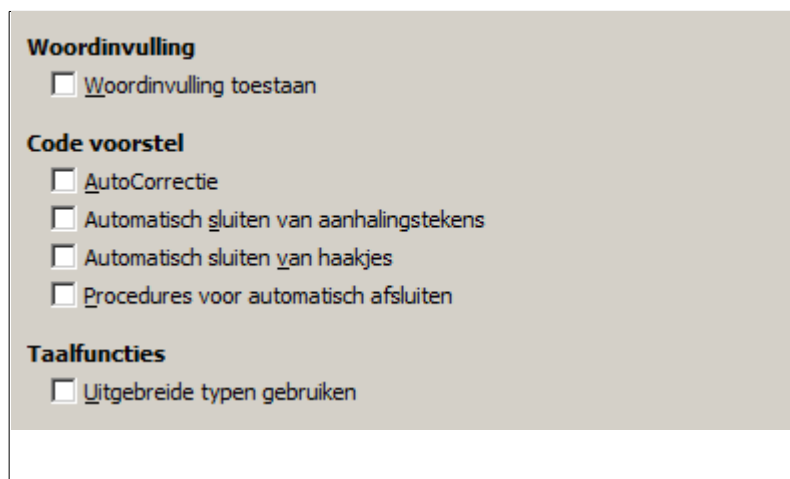 Woordinvulling
Woordinvulling toestaan
Code voorstel
AutoCorrectie
Automatisch sluiten van aanhalingstekens
Automatisch sluiten van haakjes
Procedures voor automatisch afsluiten
Taalfuncties
Uitgebreide typen gebruiken